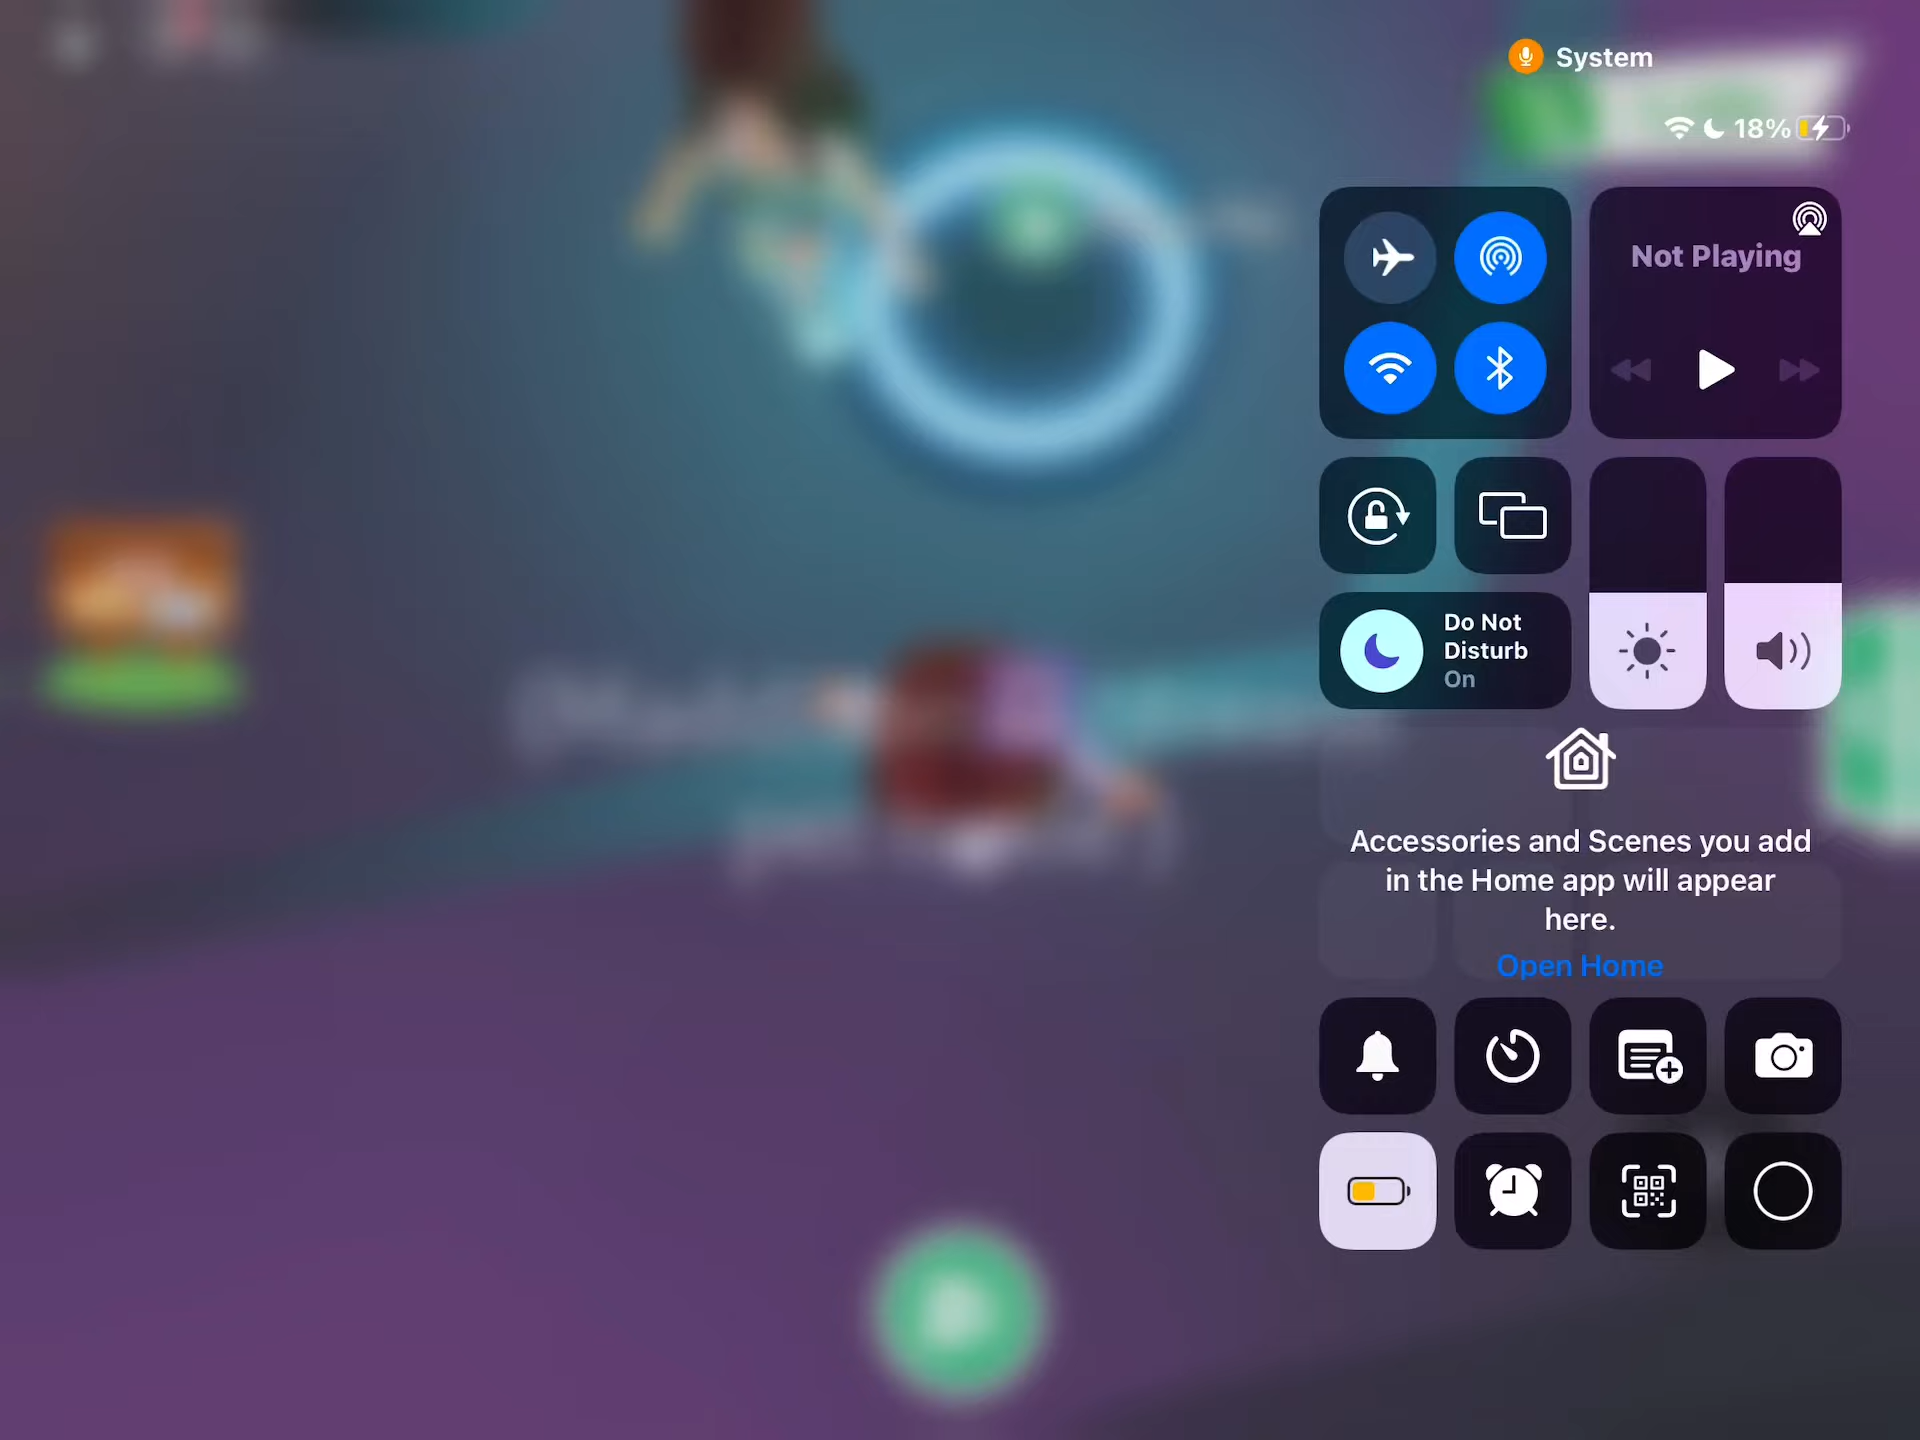 System
18%
Not Playing
Do Not
Disturb
On
Accessories and Scenes you add
in the Home app will appear
here.
Open Home